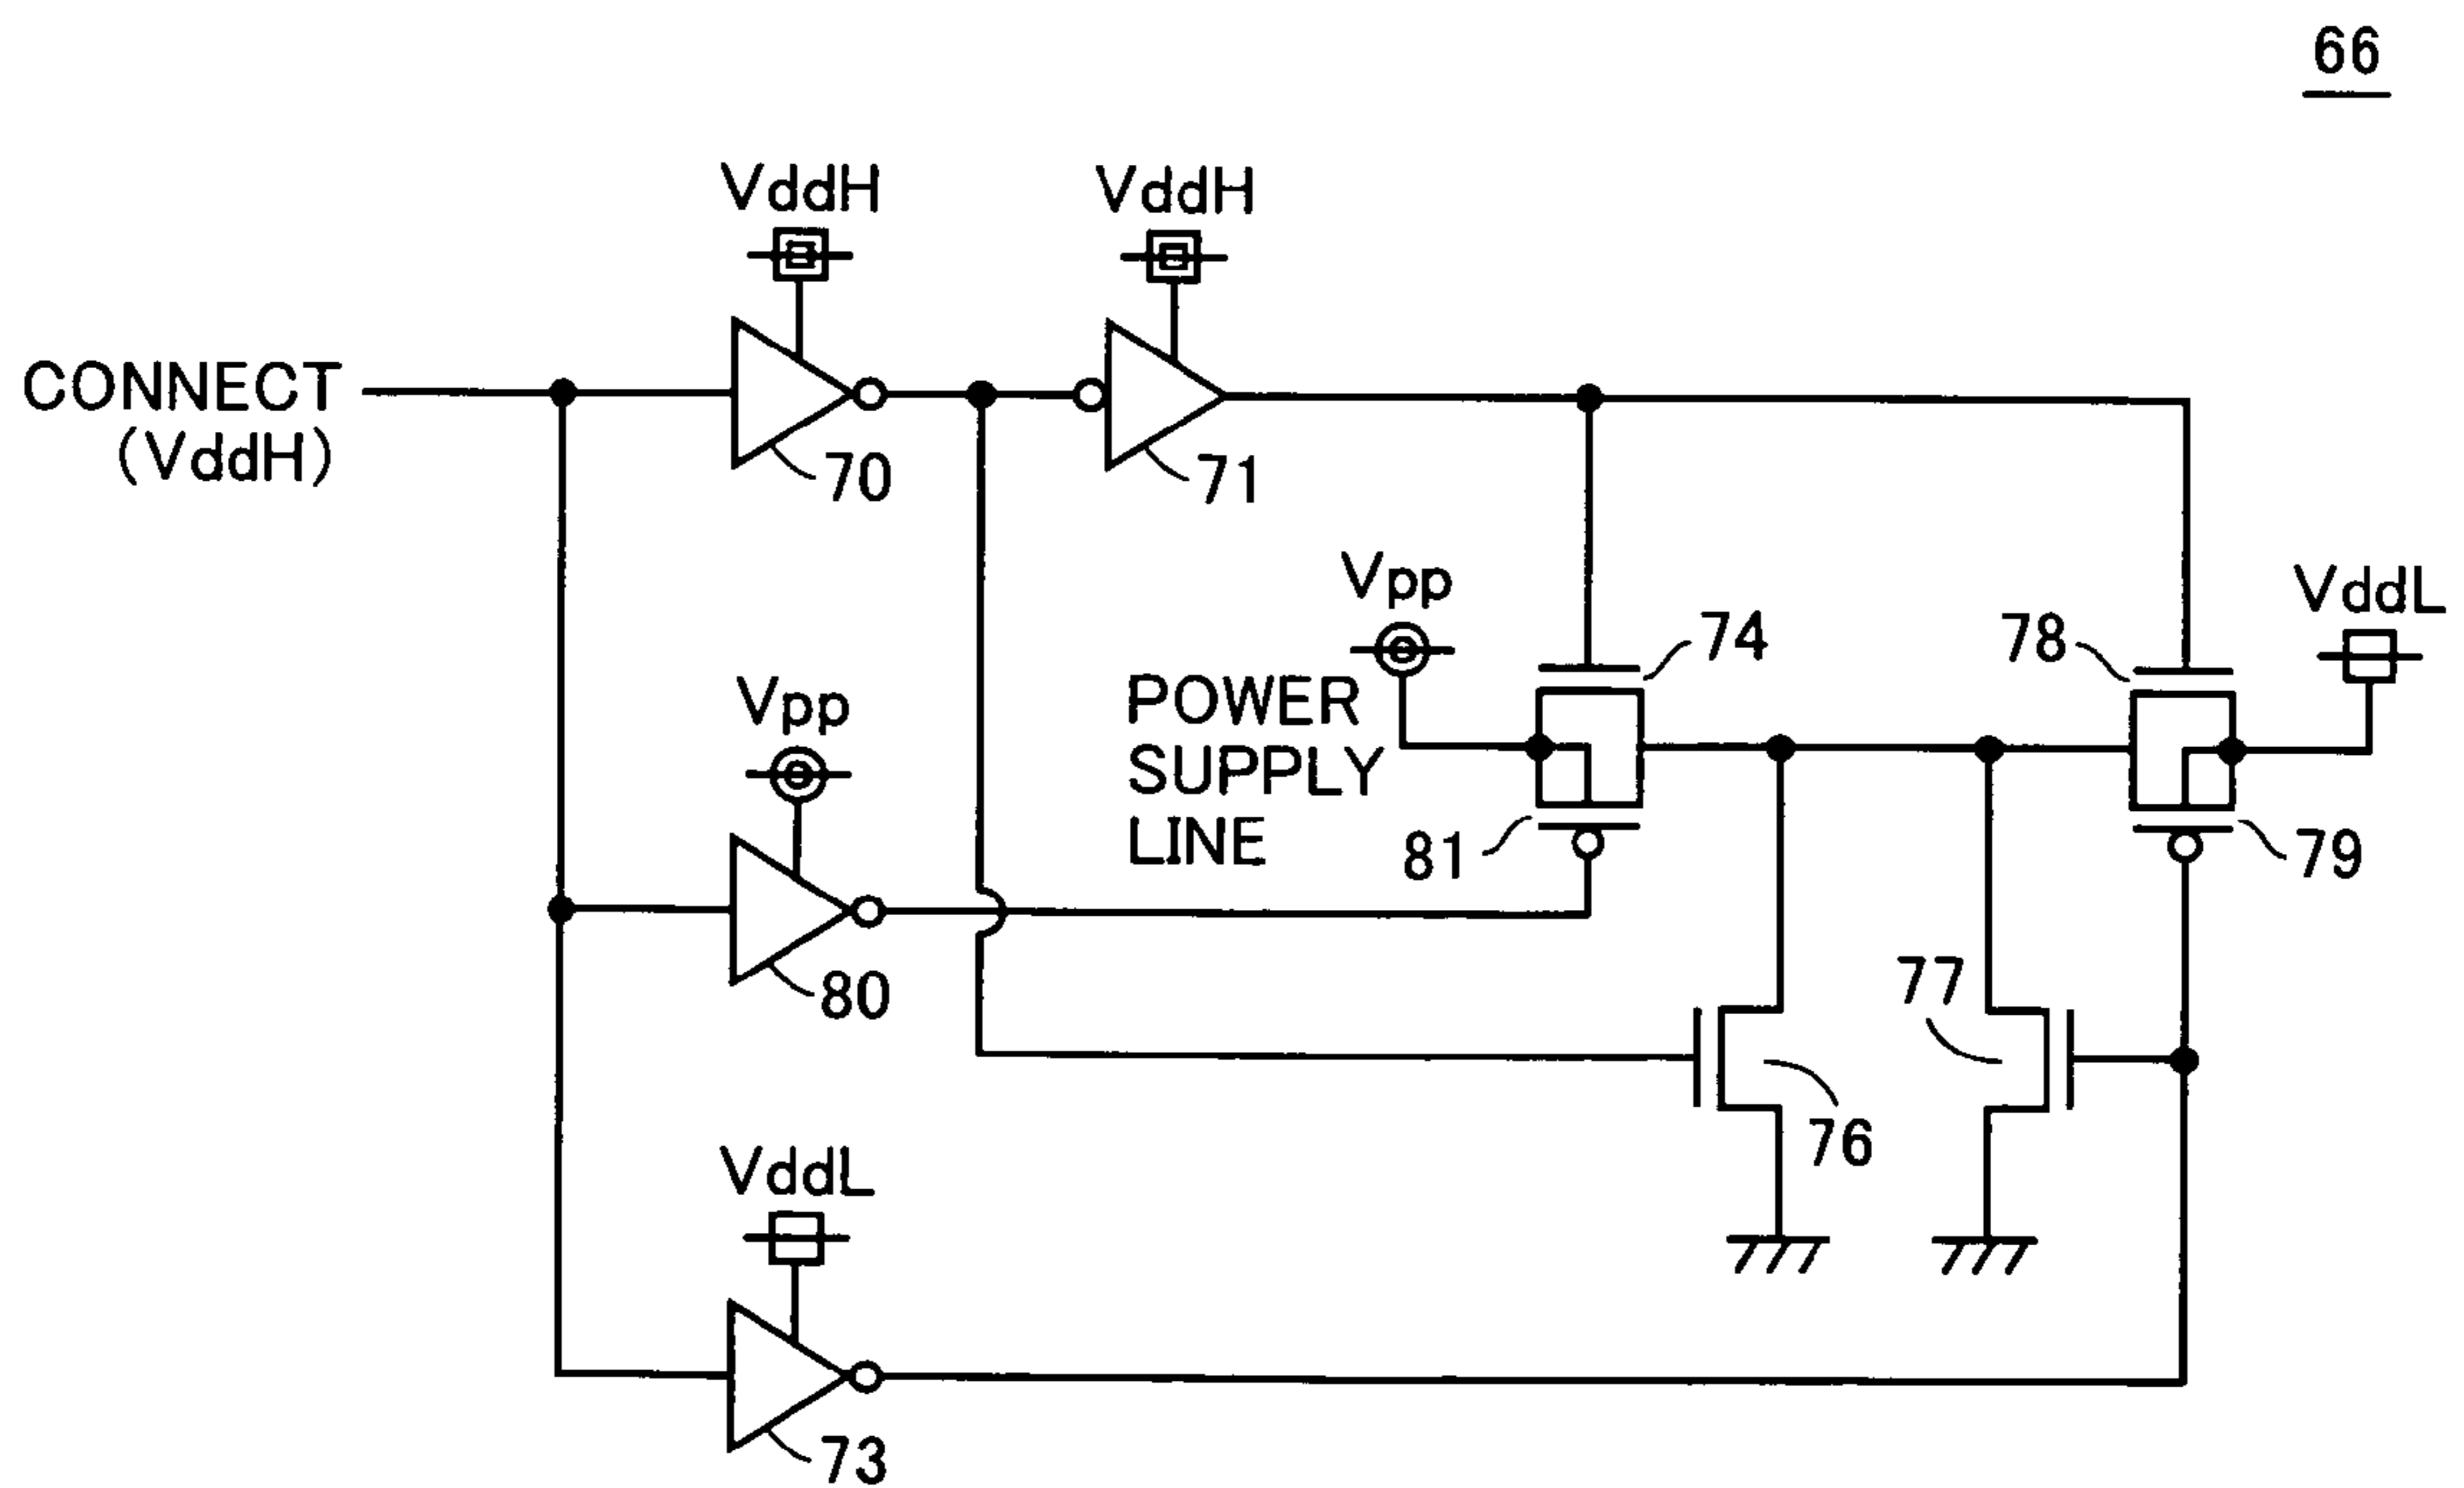 66
VddH
VddH
CONNECT
(VddH)
70
71
Vpp
74
78
VddL
Vpp
POWER
SUPPLY
LINE
81
79
80
77
76
VddL
73